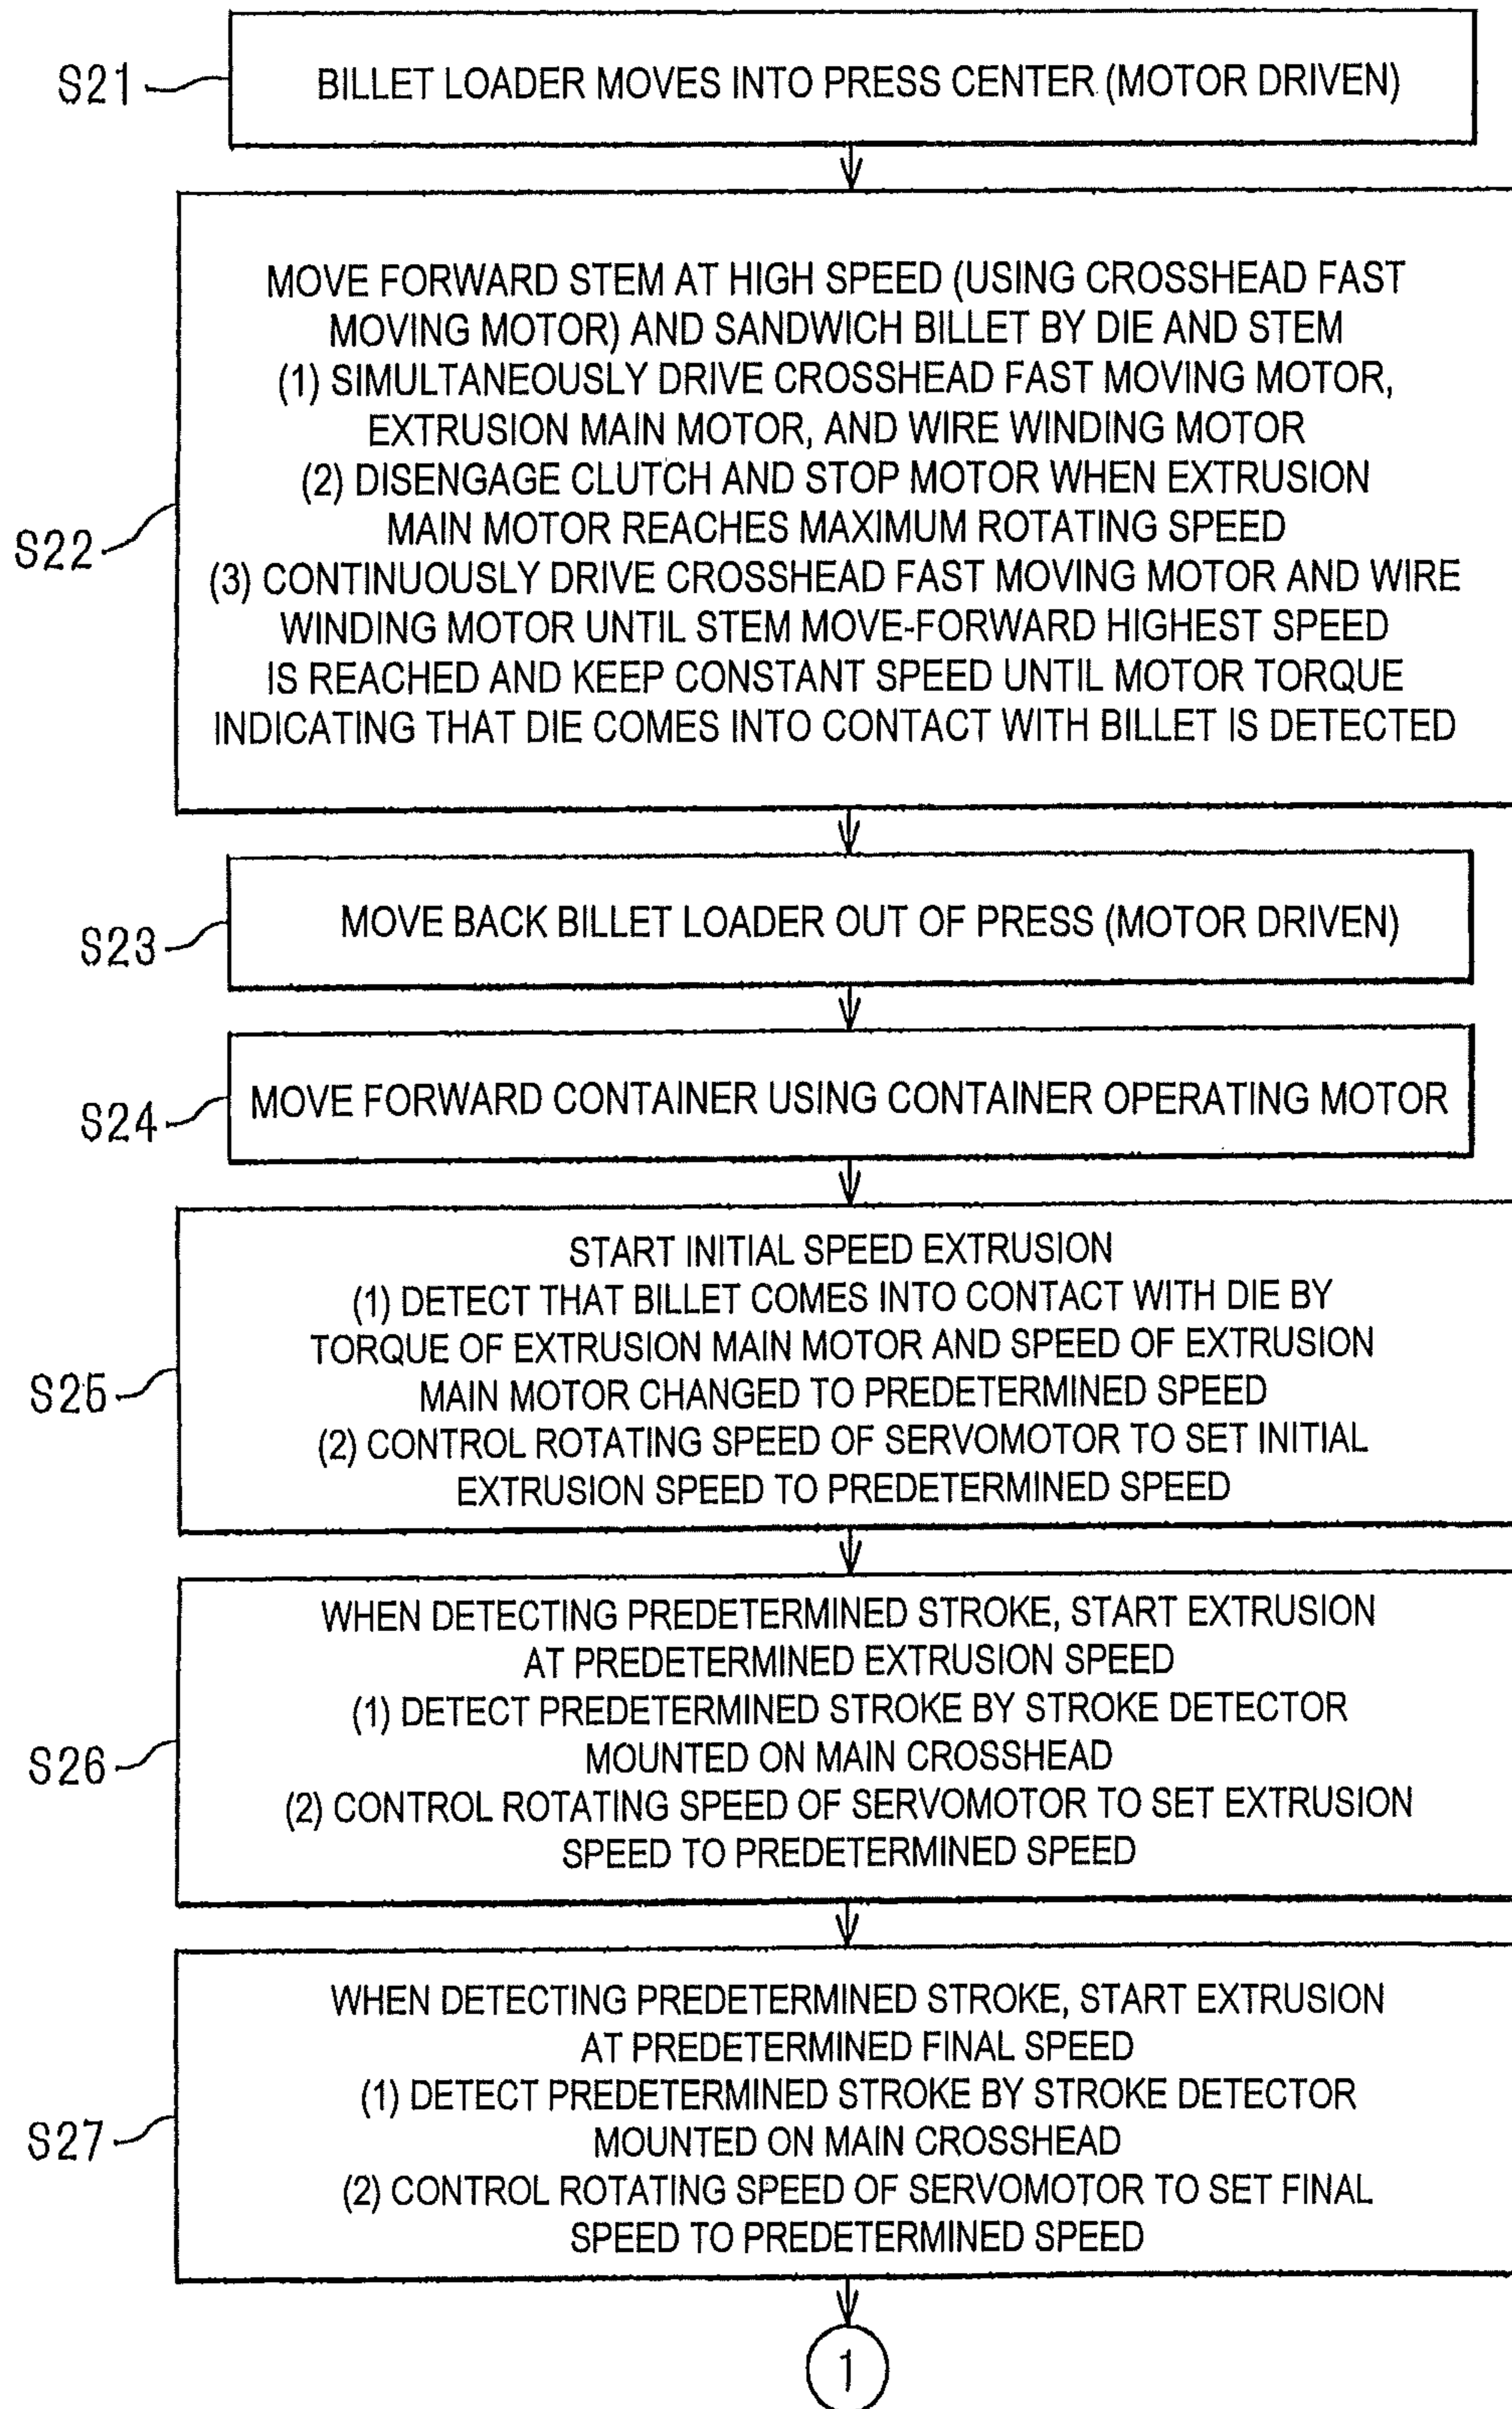 S21
BILLET LOADER MOVES INTO PRESS CENTER (MOTOR DRIVEN)
S22
MOVE FORWARD STEM AT HIGH SPEED (USING CROSSHEAD FAST
MOVING MOTOR) AND SANDWICH BILLET BY DIE AND STEM
(1) SIMULTANEOUSLY DRIVE CROSSHEAD FAST MOVING MOTOR,
EXTRUSION MAIN MOTOR, AND WIRE WINDING MOTOR
(2) DISENGAGE CLUTCH AND STOP MOTOR WHEN EXTRUSION
MAIN MOTOR REACHES MAXIMUM ROTATING SPEED
(3) CONTINUOUSLY DRIVE CROSSHEAD FAST MOVING MOTOR AND WIRE
WINDING MOTOR UNTIL STEM MOVE-FORWARD HIGHEST SPEED
IS REACHED AND KEEP CONSTANT SPEED UNTIL MOTOR TORQUE
INDICATING THAT DIE COMES INTO CONTACT WITH BILLET IS DETECTED
S23
MOVE BACK BILLET LOADER OUT OF PRESS (MOTOR DRIVEN)
S24
MOVE FORWARD CONTAINER USING CONTAINER OPERATING MOTOR
S25
START INITIAL SPEED EXTRUSION
(1) DETECT THAT BILLET COMES INTO CONTACT WITH DIE BY
TORQUE OF EXTRUSION MAIN MOTOR AND SPEED OF EXTRUSION
MAIN MOTOR CHANGED TO PREDETERMINED SPEED
(2) CONTROL ROTATING SPEED OF SERVOMOTOR TO SET INITIAL
EXTRUSION SPEED TO PREDETERMINED SPEED
S26
WHEN DETECTING PREDETERMINED STROKE, START EXTRUSION
AT PREDETERMINED EXTRUSION SPEED
(1) DETECT PREDETERMINED STROKE BY STROKE DETECTOR
MOUNTED ON MAIN CROSSHEAD
(2) CONTROL ROTATING SPEED OF SERVOMOTOR TO SET EXTRUSION
SPEED TO PREDETERMINED SPEED
S27
WHEN DETECTING PREDETERMINED STROKE, START EXTRUSION
AT PREDETERMINED FINAL SPEED
(1) DETECT PREDETERMINED STROKE BY STROKE DETECTOR
MOUNTED ON MAIN CROSSHEAD
(2) CONTROL ROTATING SPEED OF SERVOMOTOR TO SET FINAL
SPEED TO PREDETERMINED SPEED
1